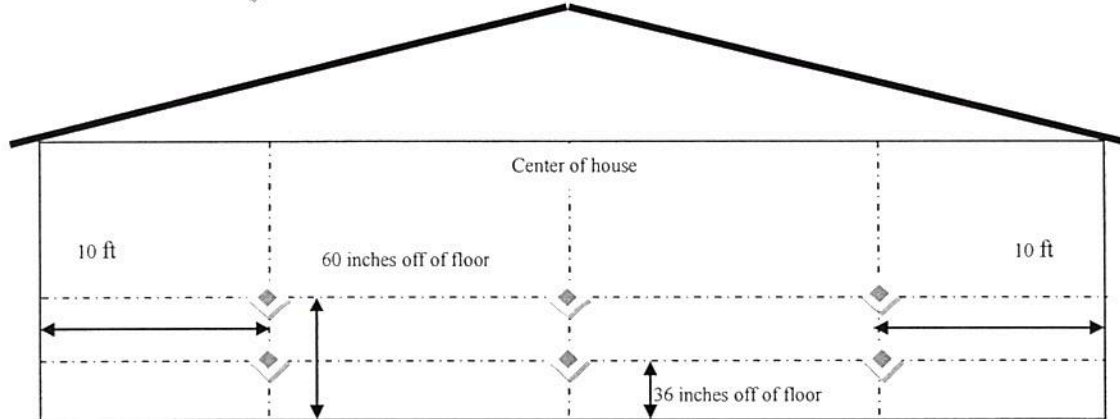 Center of house
10 ft
10 ft
60 inches off of floor
36 inches off of floor